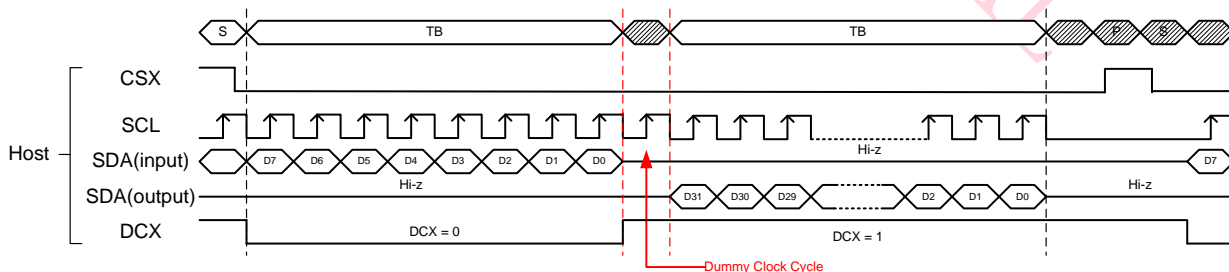 S TB TB P S
CSX
SCL
Host
Hi-z
SDA(input) D7 D6 D5 D4 D3 D2 D1 D0 D7
Hi-z Hi-z
SDA(output) D31 D30 D29 D2 D1 D0
DCX DCX = 0 DCX = 1
Dummy Clock Cycle